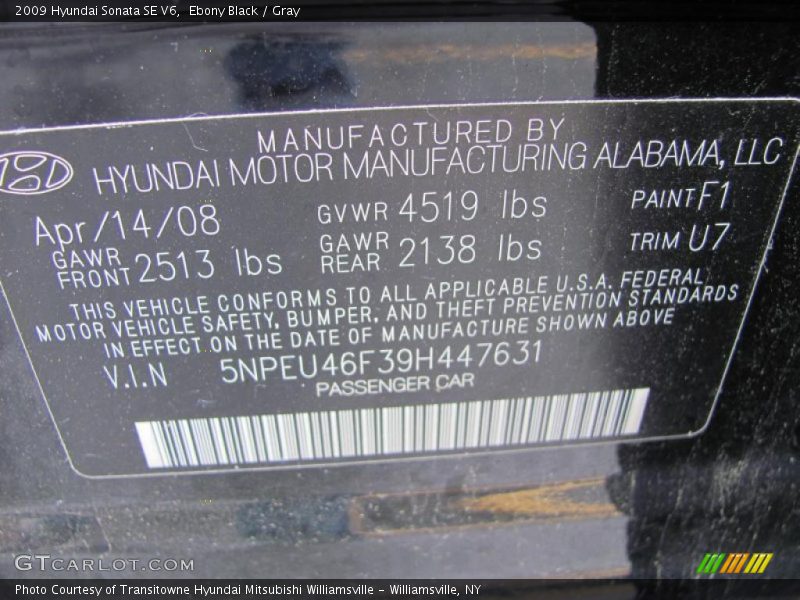 2009 Hyundai Sonata SE V6, Ebony Black / Gray
MANUFACTURED BY
HYUNDAI MOTOR MANUFACTURING ALABAMA, LLC
Apr/14/08 GVWR 4519 lbs PAINT F1
GAWR FRONT 2513 lbs GAWR REAR 2138 lbs TRIM U7
THIS VEHICLE CONFORMS TO ALL APPLICABLE U.S.A. FEDERAL
MOTOR VEHICLE SAFETY, BUMPER, AND THEFT PREVENTION STANDARDS
IN EFFECT ON THE DATE OF MANUFACTURE SHOWN ABOVE
V.I.N 5NPEU46F39H447631
PASSENGER CAR
GTCARLOT.COM
Photo Courtesy of Transitowne Hyundai Mitsubishi Williamsville - Williamsville, NY